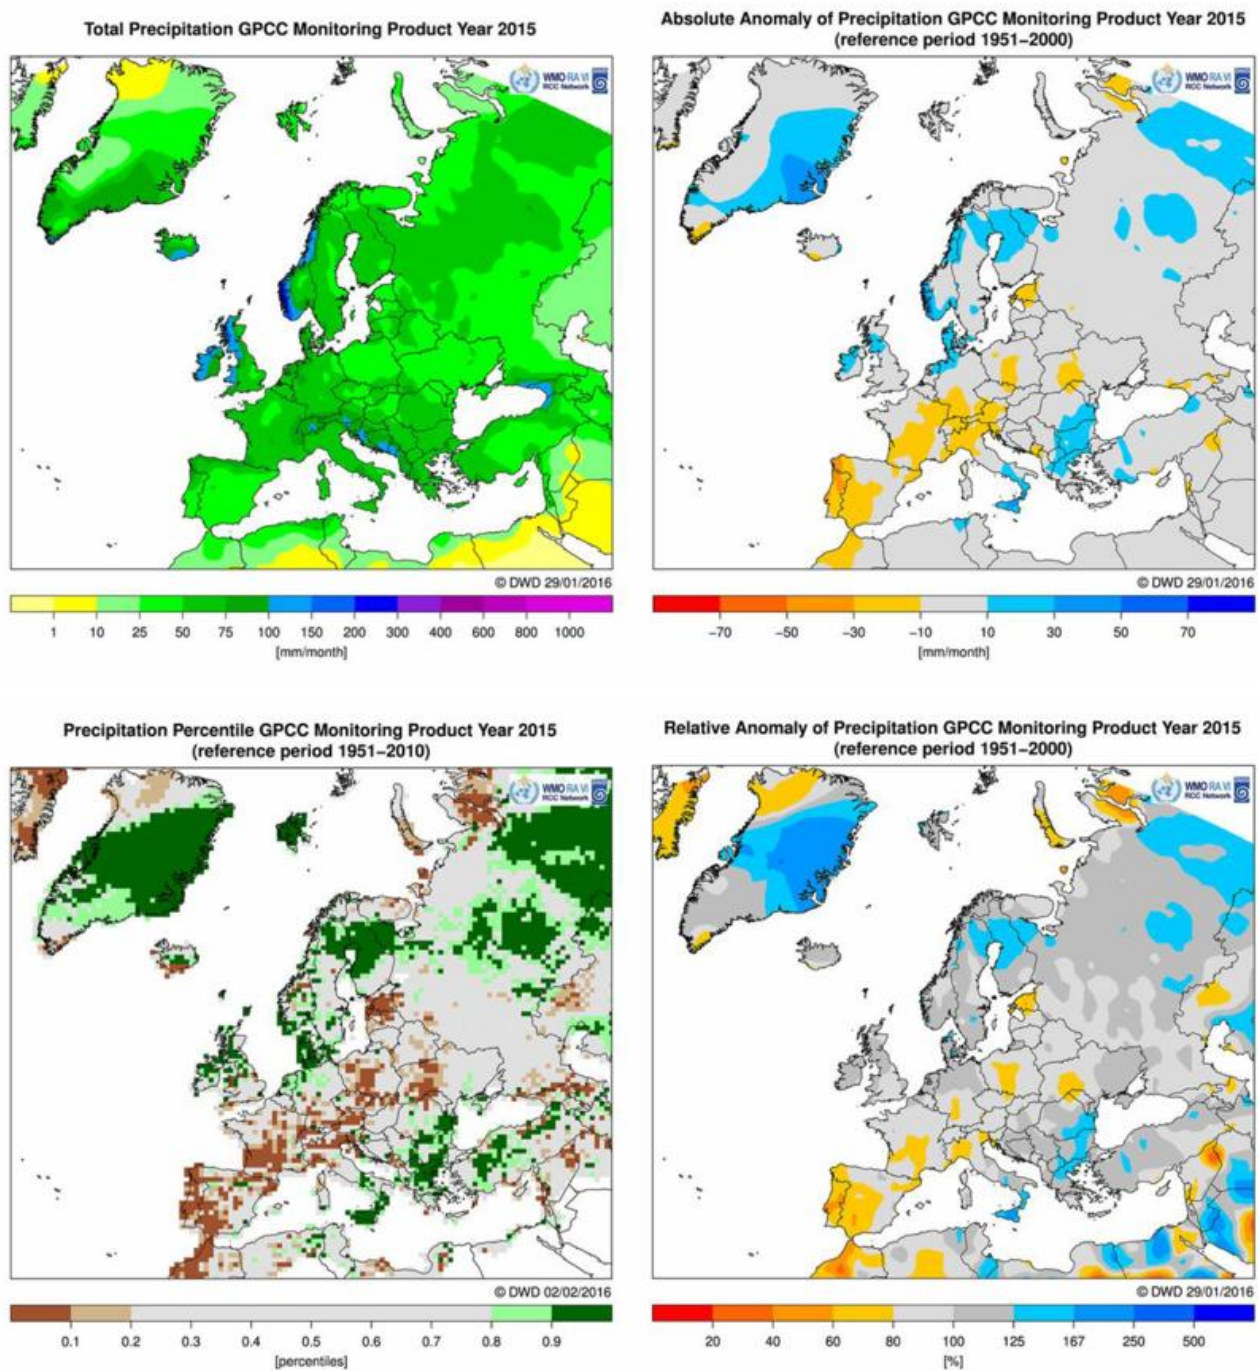 Total Precipitation GPCC Monitoring Product Year 2015
WMO RA VI
RCC Network
© DWD 29/01/2016
1 10 25 50 75 100 150 200 300 400 600 800 1000
[mm/month]
Absolute Anomaly of Precipitation GPCC Monitoring Product Year 2015
(reference period 1951−2000)
WMO RA VI
RCC Network
© DWD 29/01/2016
−70 −50 −30 −10 10 30 50 70
[mm/month]
Precipitation Percentile GPCC Monitoring Product Year 2015
(reference period 1951−2010)
WMO RA VI
RCC Network
© DWD 02/02/2016
0.1 0.2 0.3 0.4 0.5 0.6 0.7 0.8 0.9
[percentiles]
Relative Anomaly of Precipitation GPCC Monitoring Product Year 2015
(reference period 1951−2000)
WMO RA VI
RCC Network
© DWD 29/01/2016
20 40 60 80 100 125 167 250 500
[%]